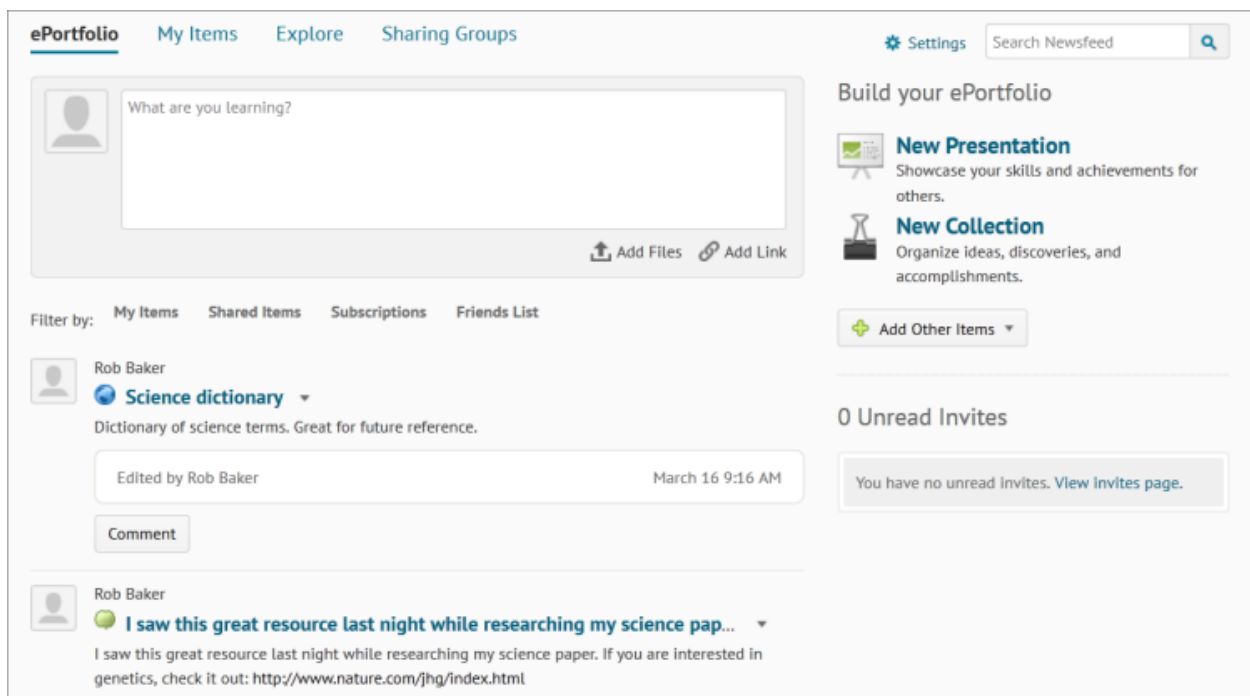 ePortfolio My Items Explore Sharing Groups
Settings Search Newsfeed
What are you learning?
Add Files Add Link
Filter by: My Items Shared Items Subscriptions Friends List
Rob Baker
Science dictionary
Dictionary of science terms. Great for future reference.
Edited by Rob Baker March 16 9:16 AM
Comment
Rob Baker
I saw this great resource last night while researching my science pap...
I saw this great resource last night while researching my science paper. If you are interested in
genetics, check it out: http://www.nature.com/jhg/index.html
Build your ePortfolio
New Presentation
Showcase your skills and achievements for
others.
New Collection
Organize ideas, discoveries, and
accomplishments.
Add Other Items
0 Unread Invites
You have no unread invites. View invites page.